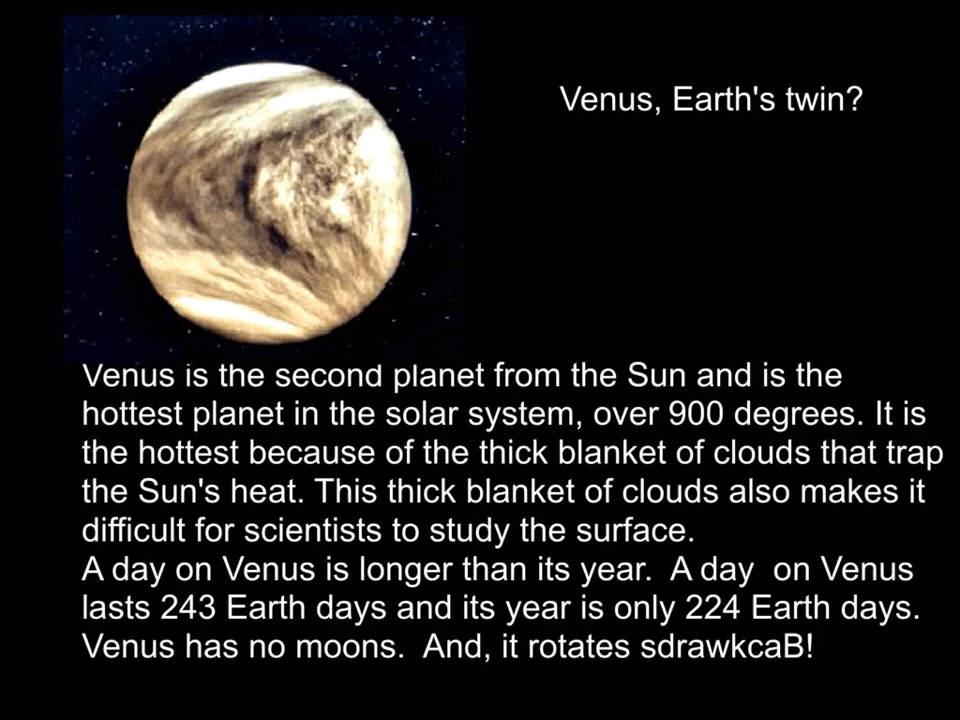 Venus, Earth's twin?
Venus is the second planet from the Sun and is the
hottest planet in the solar system, over 900 degrees. It is
the hottest because of the thick blanket of clouds that trap
the Sun's heat. This thick blanket of clouds also makes it
difficult for scientists to study the surface.
A day on Venus is longer than its year.  A day  on Venus
lasts 243 Earth days and its year is only 224 Earth days.
Venus has no moons.  And, it rotates sdrawkcaB!